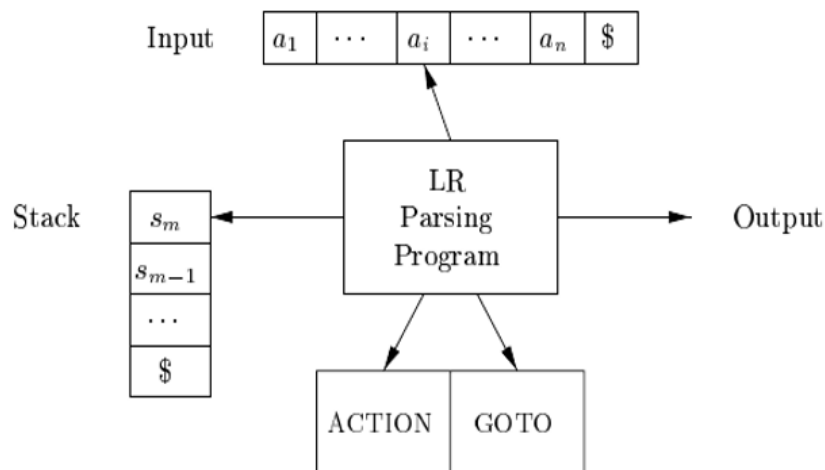 Input a₁ ··· aᵢ ··· aₙ $
LR
Parsing
Program
Stack
sₘ
sₘ₋₁
···
$
Output
ACTION GOTO